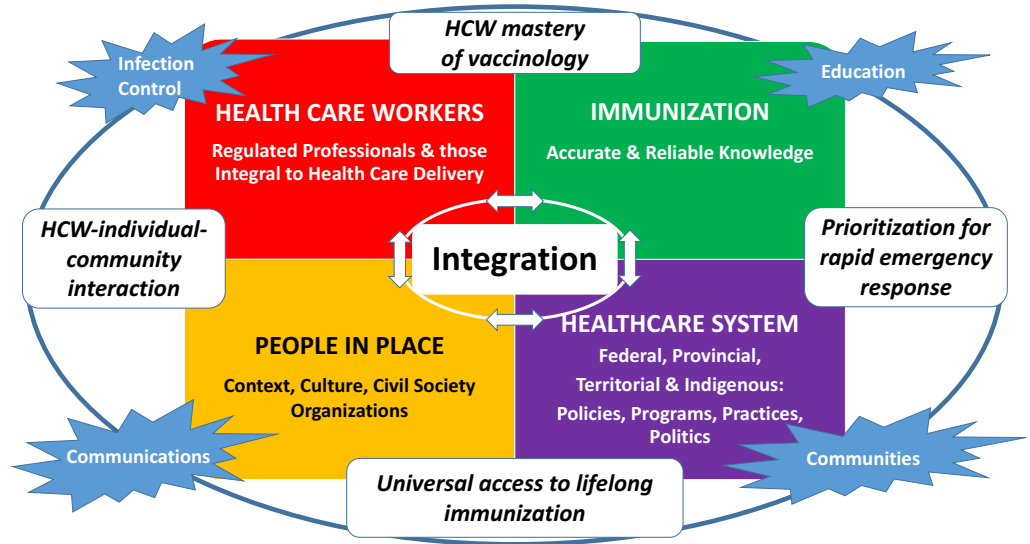 HCW mastery
of vaccinology
Infection
Control
Education
HEALTH CARE WORKERS
Regulated Professionals & those
Integral to Health Care Delivery
IMMUNIZATION
Accurate & Reliable Knowledge
HCW-individual-
community
interaction
Integration
Prioritization for
rapid emergency
response
PEOPLE IN PLACE
Context, Culture, Civil Society
Organizations
HEALTHCARE SYSTEM
Federal, Provincial,
Territorial & Indigenous:
Policies, Programs, Practices,
Politics
Communications
Communities
Universal access to lifelong
immunization